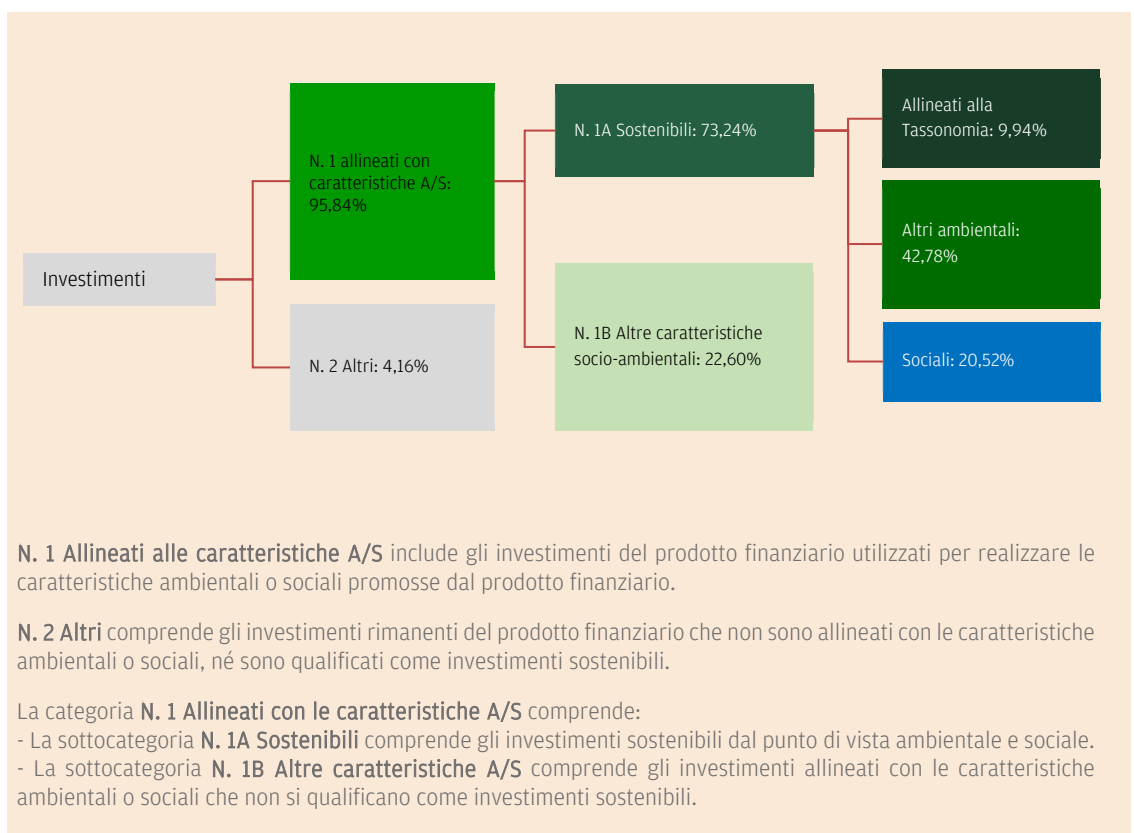 Investimenti
N. 1 allineati con
caratteristiche A/S:
95,84%
N. 2 Altri: 4,16%
N. 1A Sostenibili: 73,24%
N. 1B Altre caratteristiche
socio-ambientali: 22,60%
Allineati alla
Tassonomia: 9,94%
Altri ambientali:
42,78%
Sociali: 20,52%
N. 1 Allineati alle caratteristiche A/S include gli investimenti del prodotto finanziario utilizzati per realizzare le
caratteristiche ambientali o sociali promosse dal prodotto finanziario.
N. 2 Altri comprende gli investimenti rimanenti del prodotto finanziario che non sono allineati con le caratteristiche
ambientali o sociali, né sono qualificati come investimenti sostenibili.
La categoria N. 1 Allineati con le caratteristiche A/S comprende:
- La sottocategoria N. 1A Sostenibili comprende gli investimenti sostenibili dal punto di vista ambientale e sociale.
- La sottocategoria N. 1B Altre caratteristiche A/S comprende gli investimenti allineati con le caratteristiche
ambientali o sociali che non si qualificano come investimenti sostenibili.